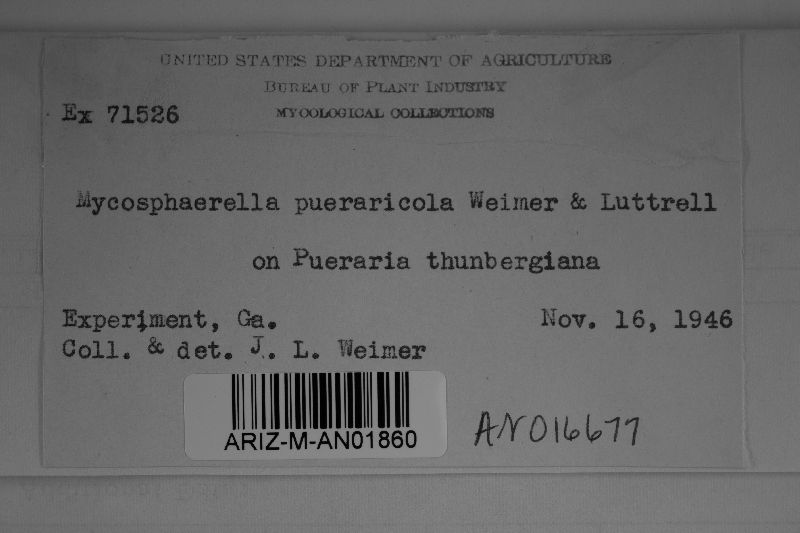 UNITED STATES DEPARTMENT OF AGRICULTURE
BUREAU OF PLANT INDUSTRY
Ex 71526
MYCOLOGICAL COLLECTIONS
Mycosphaerella pueraricola Weimer & Luttrell
on Pueraria thunbergiana
Experiment, Ga.
Nov. 16, 1946
Coll. & det. J. L. Weimer
ARIZ-M-AN01860
AN016677